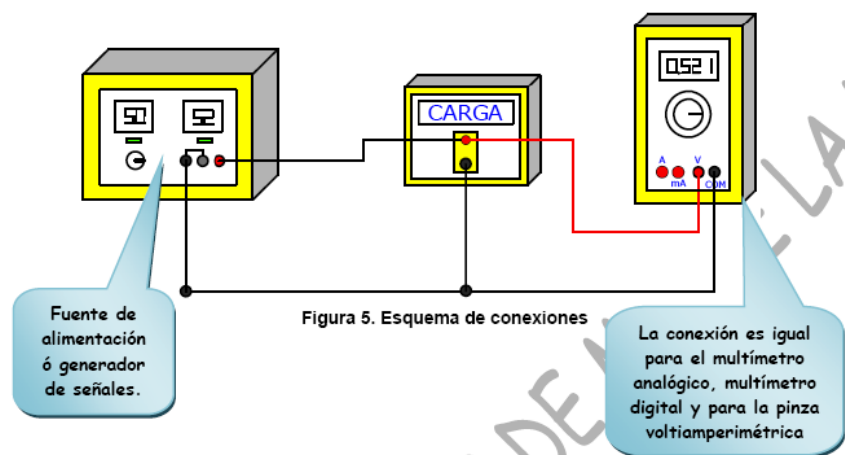 50
CARGA
0.521
A
V
mA
COM
Figura 5. Esquema de conexiones
Fuente de
alimentación
ó generador
de señales.
La conexión es igual
para el multímetro
analógico, multímetro
digital y para la pinza
voltiamperimétrica